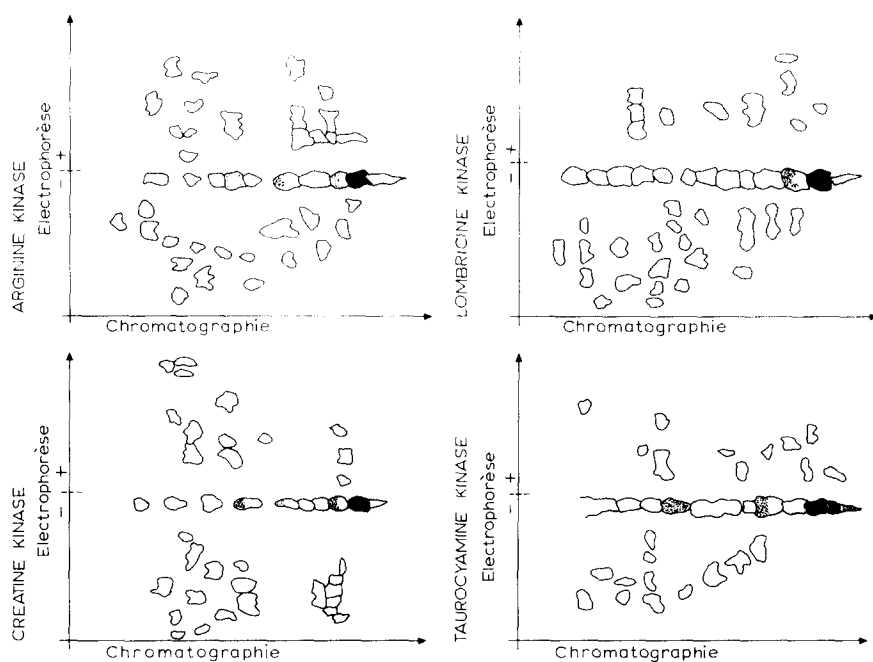 ARGININE KINASE
Electrophorèse
+
-
Chromatographie
LOMBRICINE KINASE
Electrophorèse
+
-
Chromatographie
CREATINE KINASE
Electrophorèse
+
-
Chromatographie
TAUROCYAMINE KINASE
Electrophorèse
+
-
Chromatographie